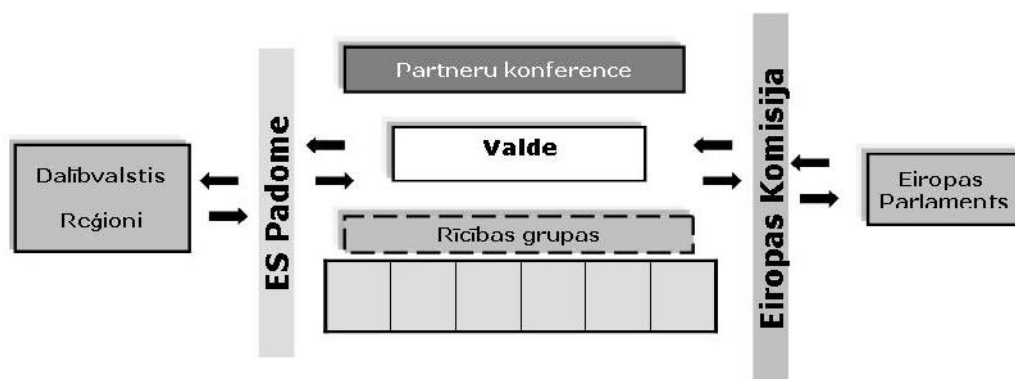 Partneru konference
ES Padome
Eiropas Komisija
Valde
Dalībvalstis
Reģioni
Eiropas
Parlaments
Rīcības grupas